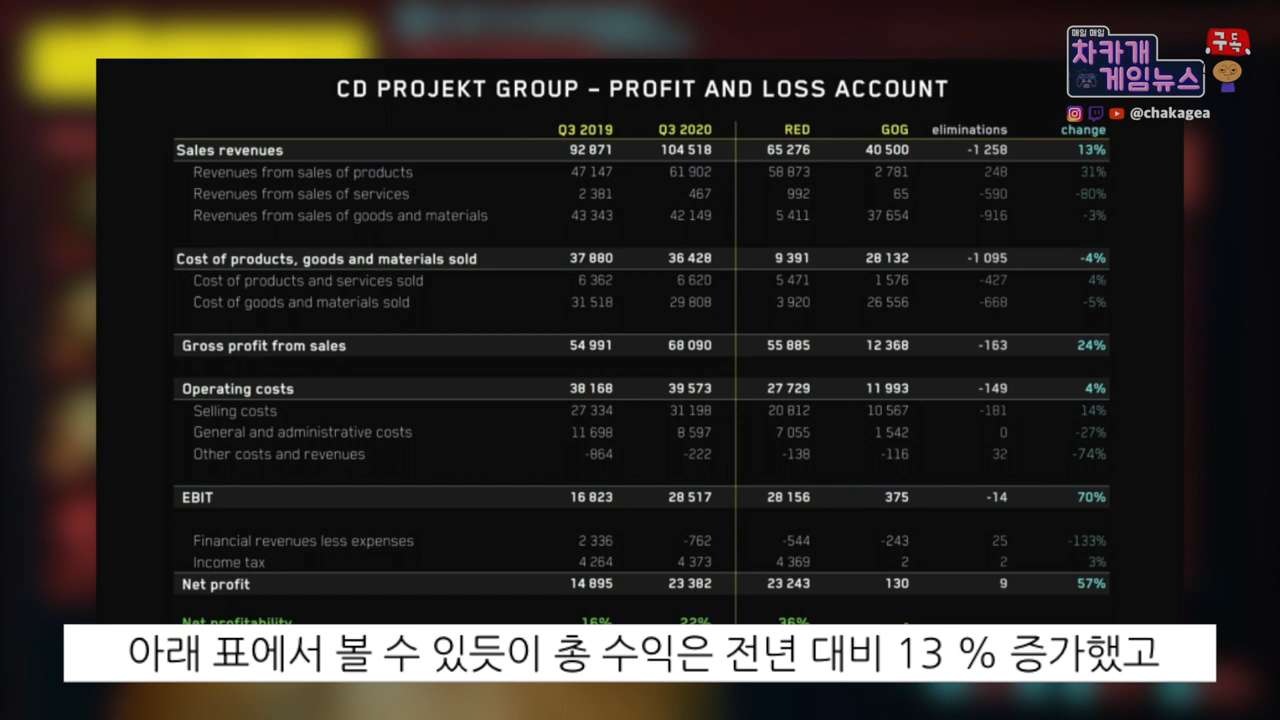 매일 매일
차카개
게임뉴스
구독
@chakagea
CD PROJEKT GROUP – PROFIT AND LOSS ACCOUNT
Q3 2019 Q3 2020 RED GOG eliminations change
Sales revenues 92 871 104 518 65 276 40 500 -1 258 13%
Revenues from sales of products 47 147 61 902 58 873 2 781 248 31%
Revenues from sales of services 2 381 467 992 65 -590 -80%
Revenues from sales of goods and materials 43 343 42 149 5 411 37 654 -916 -3%
Cost of products, goods and materials sold 37 880 36 428 9 391 28 132 -1 095 -4%
Cost of products and services sold 6 362 6 620 5 471 1 576 -427 4%
Cost of goods and materials sold 31 518 29 808 3 920 26 556 -668 -5%
Gross profit from sales 54 991 68 090 55 885 12 368 -163 24%
Operating costs 38 168 39 573 27 729 11 993 -149 4%
Selling costs 27 334 31 198 20 812 10 567 -181 14%
General and administrative costs 11 698 8 597 7 055 1 542 0 -27%
Other costs and revenues -864 -222 -138 -116 32 -74%
EBIT 16 823 28 517 28 156 375 -14 70%
Financial revenues less expenses 2 336 -762 -544 -243 25 -133%
Income tax 4 264 4 373 4 369 2 2 3%
Net profit 14 895 23 382 23 243 130 9 57%
Net profitability 16% 22% 36% -
아래 표에서 볼 수 있듯이 총 수익은 전년 대비 13 % 증가했고